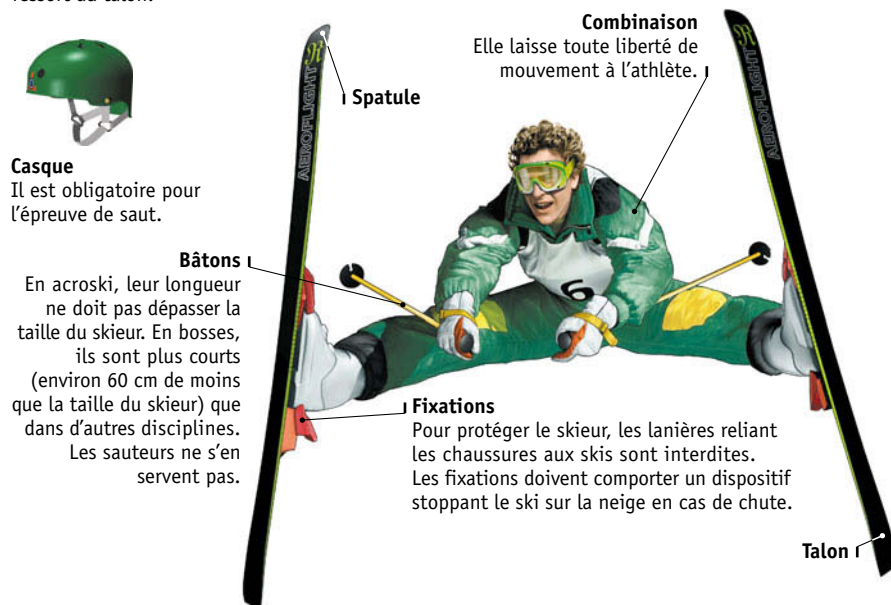 ressort du talon.
Casque
Il est obligatoire pour
l'épreuve de saut.
Spatule
Combinaison
Elle laisse toute liberté de
mouvement à l'athlète.
R
AEROFLIGHT
R
AEROFLIGHT
6
Bâtons
En acroski, leur longueur
ne doit pas dépasser la
taille du skieur. En bosses,
ils sont plus courts
(environ 60 cm de moins
que la taille du skieur) que
dans d'autres disciplines.
Les sauteurs ne s'en
servent pas.
Fixations
Pour protéger le skieur, les lanières reliant
les chaussures aux skis sont interdites.
Les fixations doivent comporter un dispositif
stoppant le ski sur la neige en cas de chute.
Talon